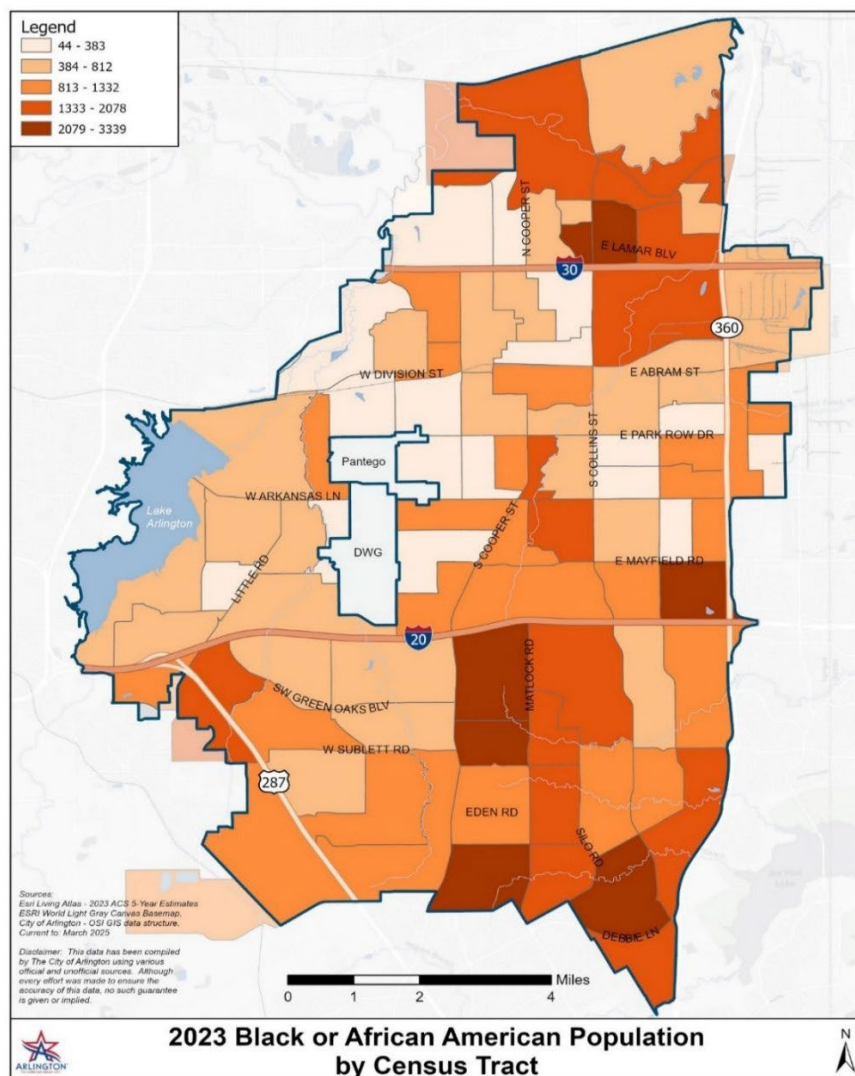 Legend
44 - 383
384 - 812
813 - 1332
1333 - 2078
2079 - 3339
N COOPER ST
E LAMAR BLV
30
360
W DIVISION ST
E ABRAM ST
S COLLINS ST
E PARK ROW DR
Pantego
W ARKANSAS LN
Lake
Arlington
DWG
S COOPER ST
E MAYFIELD RD
LITTLE RD
20
MATLOCK RD
SW GREEN OAKS BLV
W SUBLETT RD
287
EDEN RD
SILO RD
DEBBIE LN
Sources:
Esri Living Atlas - 2023 ACS 5-Year Estimates
ESRI World Light Gray Canvas Basemap,
City of Arlington - OSI GIS data structure.
Current to: March 2025
Disclaimer: This data has been compiled
by The City of Arlington using various
official and unofficial sources. Although
every effort was made to ensure the
accuracy of this data, no such guarantee
is given or implied.
Miles
0 1 2 4
2023 Black or African American Population
by Census Tract
N
ARLINGTON